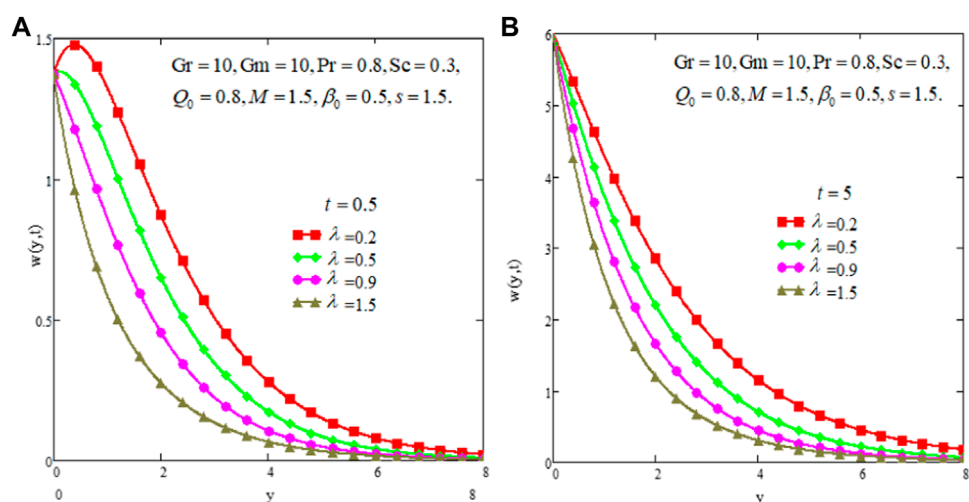 A
1.5
Gr = 10, Gm = 10, Pr = 0.8, Sc = 0.3,
Q₀ = 0.8, M = 1.5, β₀ = 0.5, s = 1.5.
1
w(y,t)
t = 0.5
λ =0.2
λ =0.5
λ =0.9
λ =1.5
0.5
0
0 2 4 6 8
0 y 8
B
6
Gr = 10, Gm = 10, Pr = 0.8, Sc = 0.3,
Q₀ = 0.8, M = 1.5, β₀ = 0.5, s = 1.5.
5
4
t = 5
λ =0.2
λ =0.5
λ =0.9
λ =1.5
w(y,t)
3
2
1
0
0 2 4 6 8
y